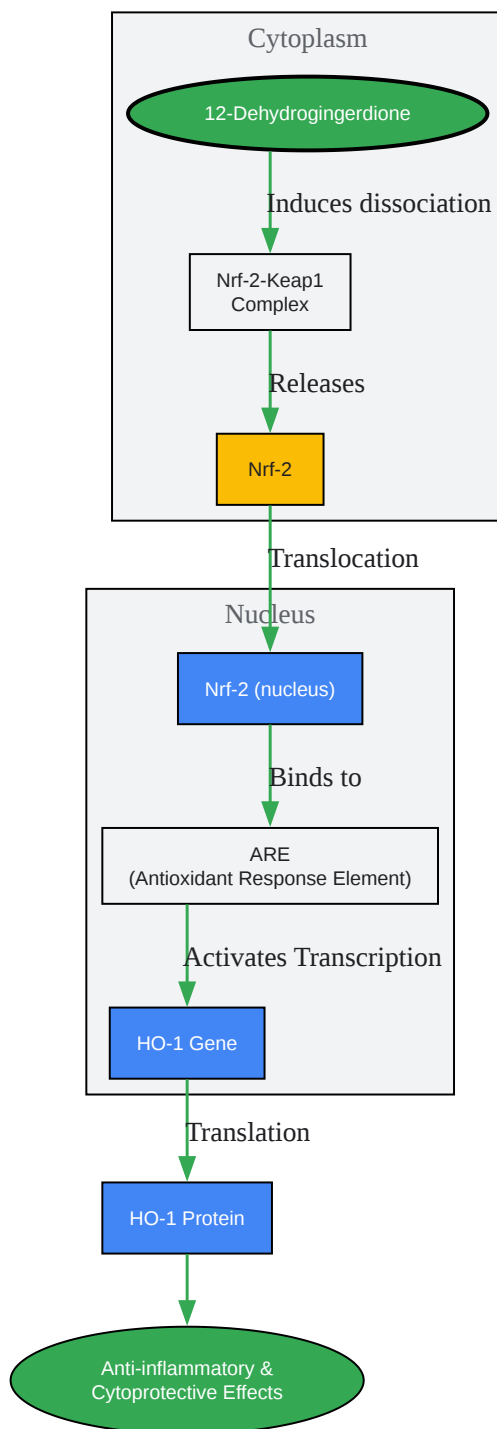 Cytoplasm
12-Dehydrogingerdione
Induces dissociation
Nrf-2-Keap1
Complex
Releases
Nrf-2
Translocation
Nucleus
Nrf-2 (nucleus)
Binds to
ARE
(Antioxidant Response Element)
Activates Transcription
HO-1 Gene
Translation
HO-1 Protein
Anti-inflammatory &
Cytoprotective Effects